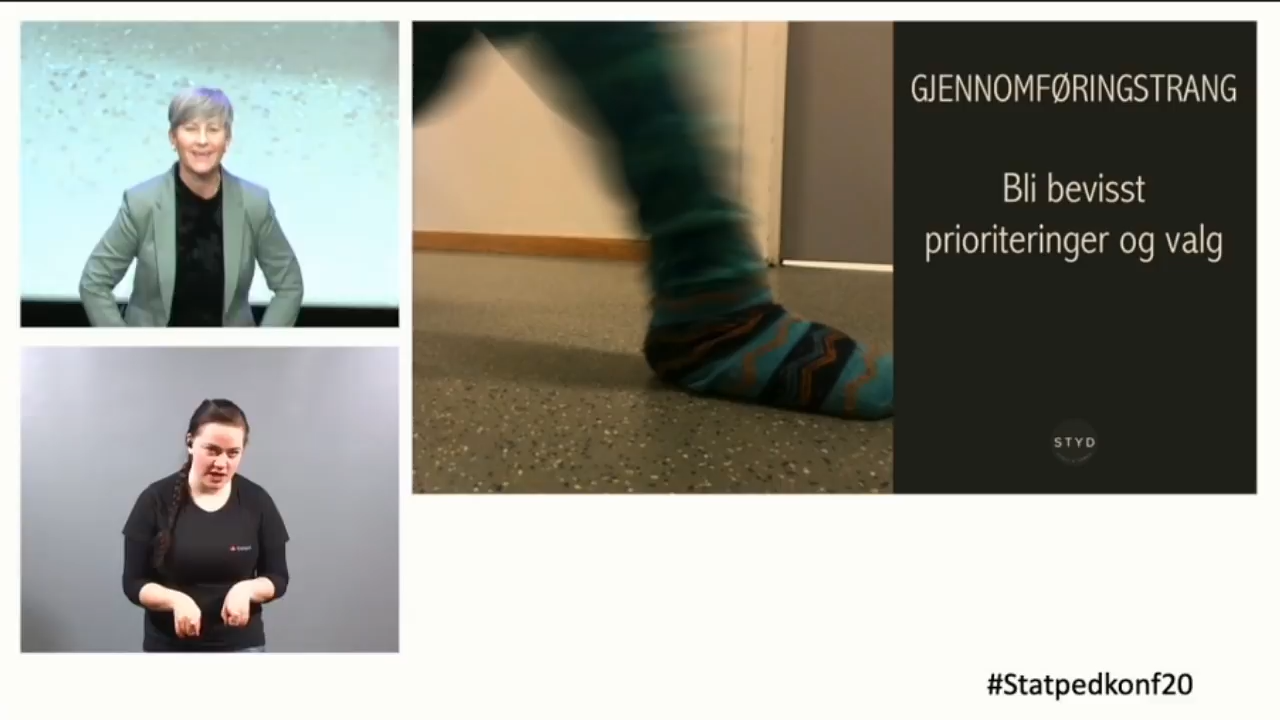 GJENNOMFØRINGSTRANG
Bli bevisst
prioriteringer og valg
STYD
#Statpedkonf20